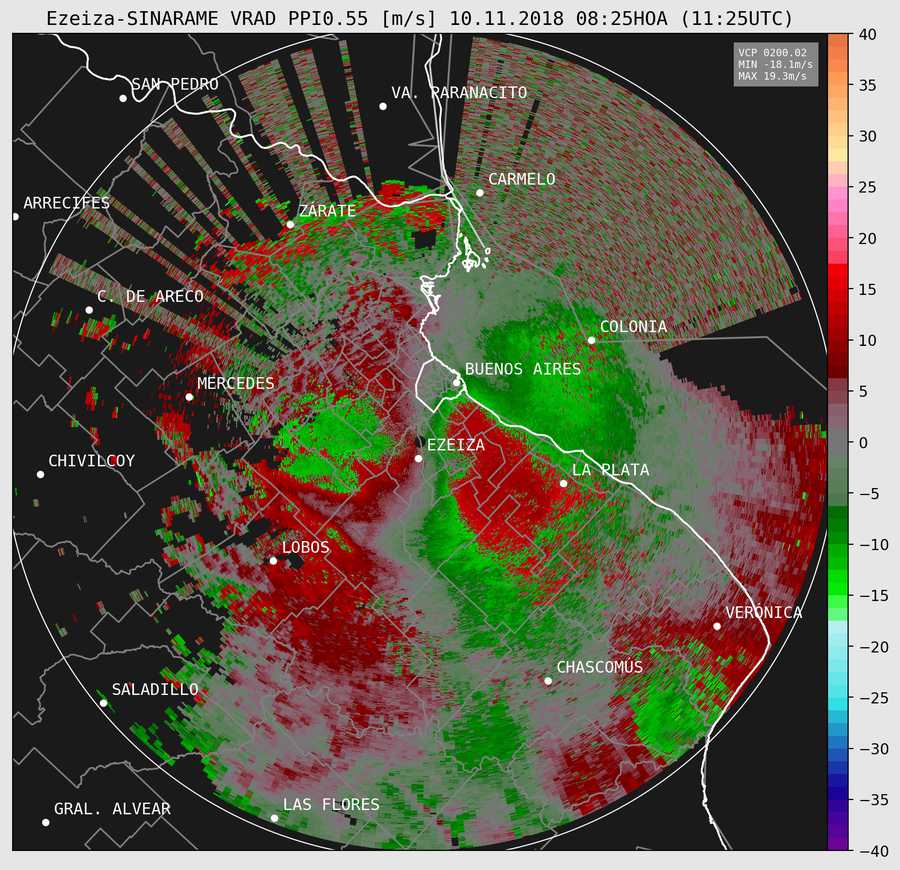 Ezeiza-SINARAME VRAD PPI0.55 [m/s] 10.11.2018 08:25HOA (11:25UTC)
VCP 0200.02
MIN -18.1m/s
MAX 19.3m/s
SAN PEDRO
VA. PARANACITO
CARMELO
ARRECIFES
ZÁRATE
C. DE ARECO
COLONIA
BUENOS AIRES
MERCEDES
EZEIZA
CHIVILCOY
LA PLATA
LOBOS
VERÓNICA
CHASCOMÚS
SALADILLO
LAS FLORES
GRAL. ALVEAR
40
35
30
25
20
15
10
5
0
−5
−10
−15
−20
−25
−30
−35
−40